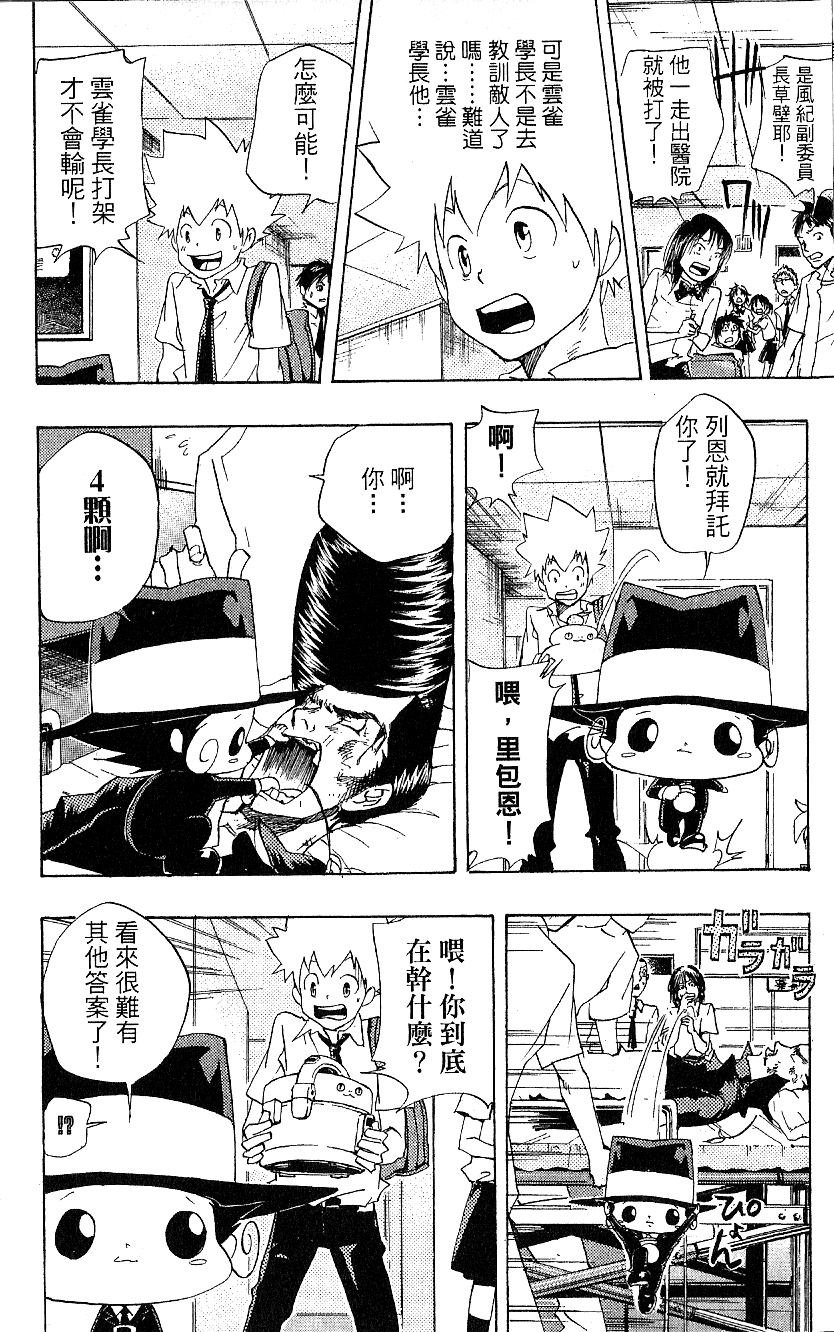 是風紀副委員
長草壁耶！
他一走出醫院
就被打了！
可是雲雀
學長不是去
教訓敵人了
嗎……難道
說…雲雀
學長他…
怎麼可能！
雲雀學長打架
才不會輸呢！
列恩就拜託
你了！
啊！
喂，里包恩！
啊…
你…
4顆啊…
ガラガラ
ぴょん
喂！你到底
在幹什麼？
看來很難有
其他答案了！
!?